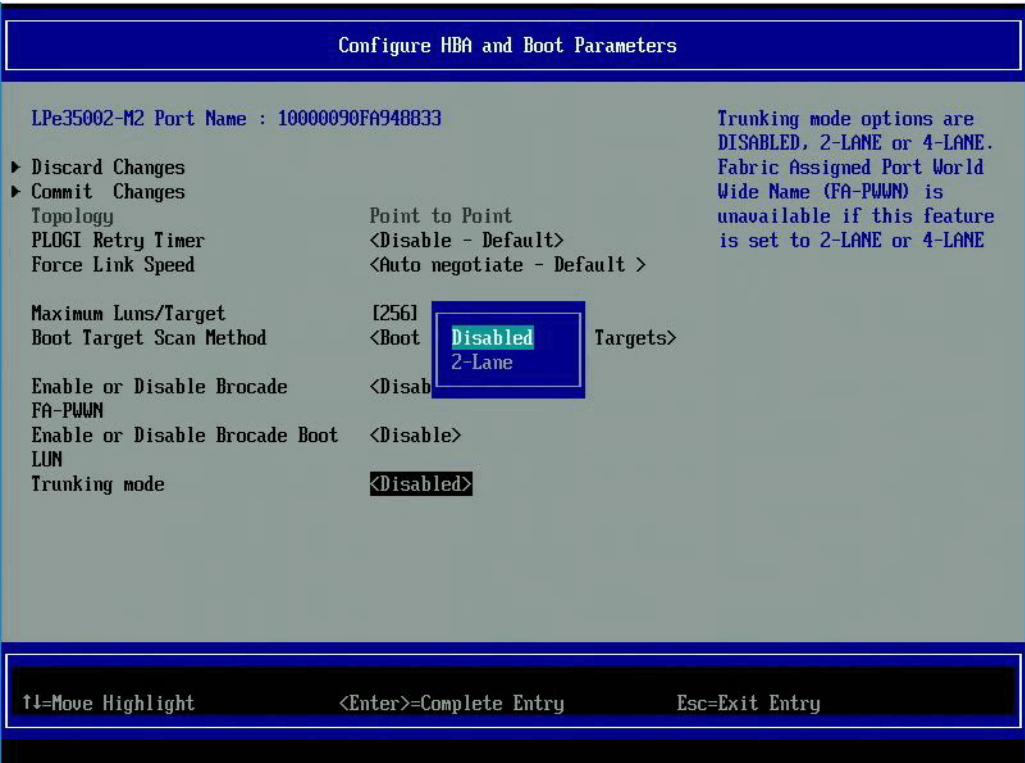 Configure HBA and Boot Parameters
LPe35002-M2 Port Name : 10000090FA948833
Discard Changes
Commit Changes
Topology Point to Point
PLOGI Retry Timer <Disable - Default>
Force Link Speed <Auto negotiate - Default >
Maximum Luns/Target [256]
Boot Target Scan Method <Boot Targets>
Enable or Disable Brocade <Disab
FA-PWWN
Enable or Disable Brocade Boot <Disable>
LUN
Trunking mode <Disabled>
Disabled
2-Lane
Trunking mode options are
DISABLED, 2-LANE or 4-LANE.
Fabric Assigned Port World
Wide Name (FA-PWWN) is
unavailable if this feature
is set to 2-LANE or 4-LANE
↑↓=Move Highlight <Enter>=Complete Entry Esc=Exit Entry